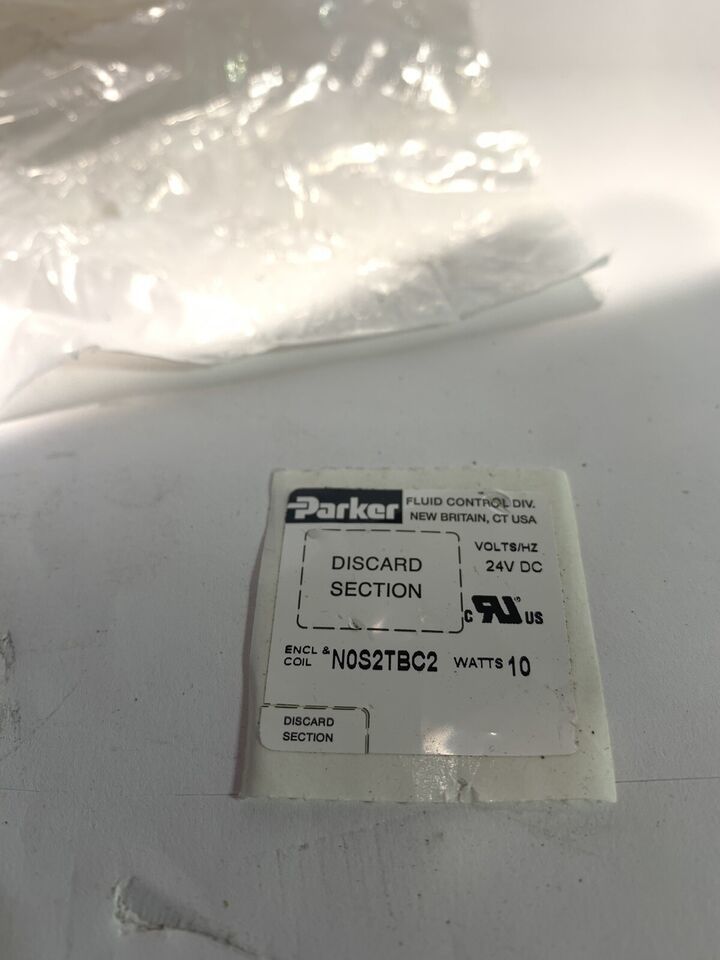 Parker FLUID CONTROL DIV.
NEW BRITAIN, CT USA
DISCARD
SECTION
VOLTS/HZ
24V DC
C RU® US
ENCL &
COIL N0S2TBC2 WATTS 10
DISCARD
SECTION